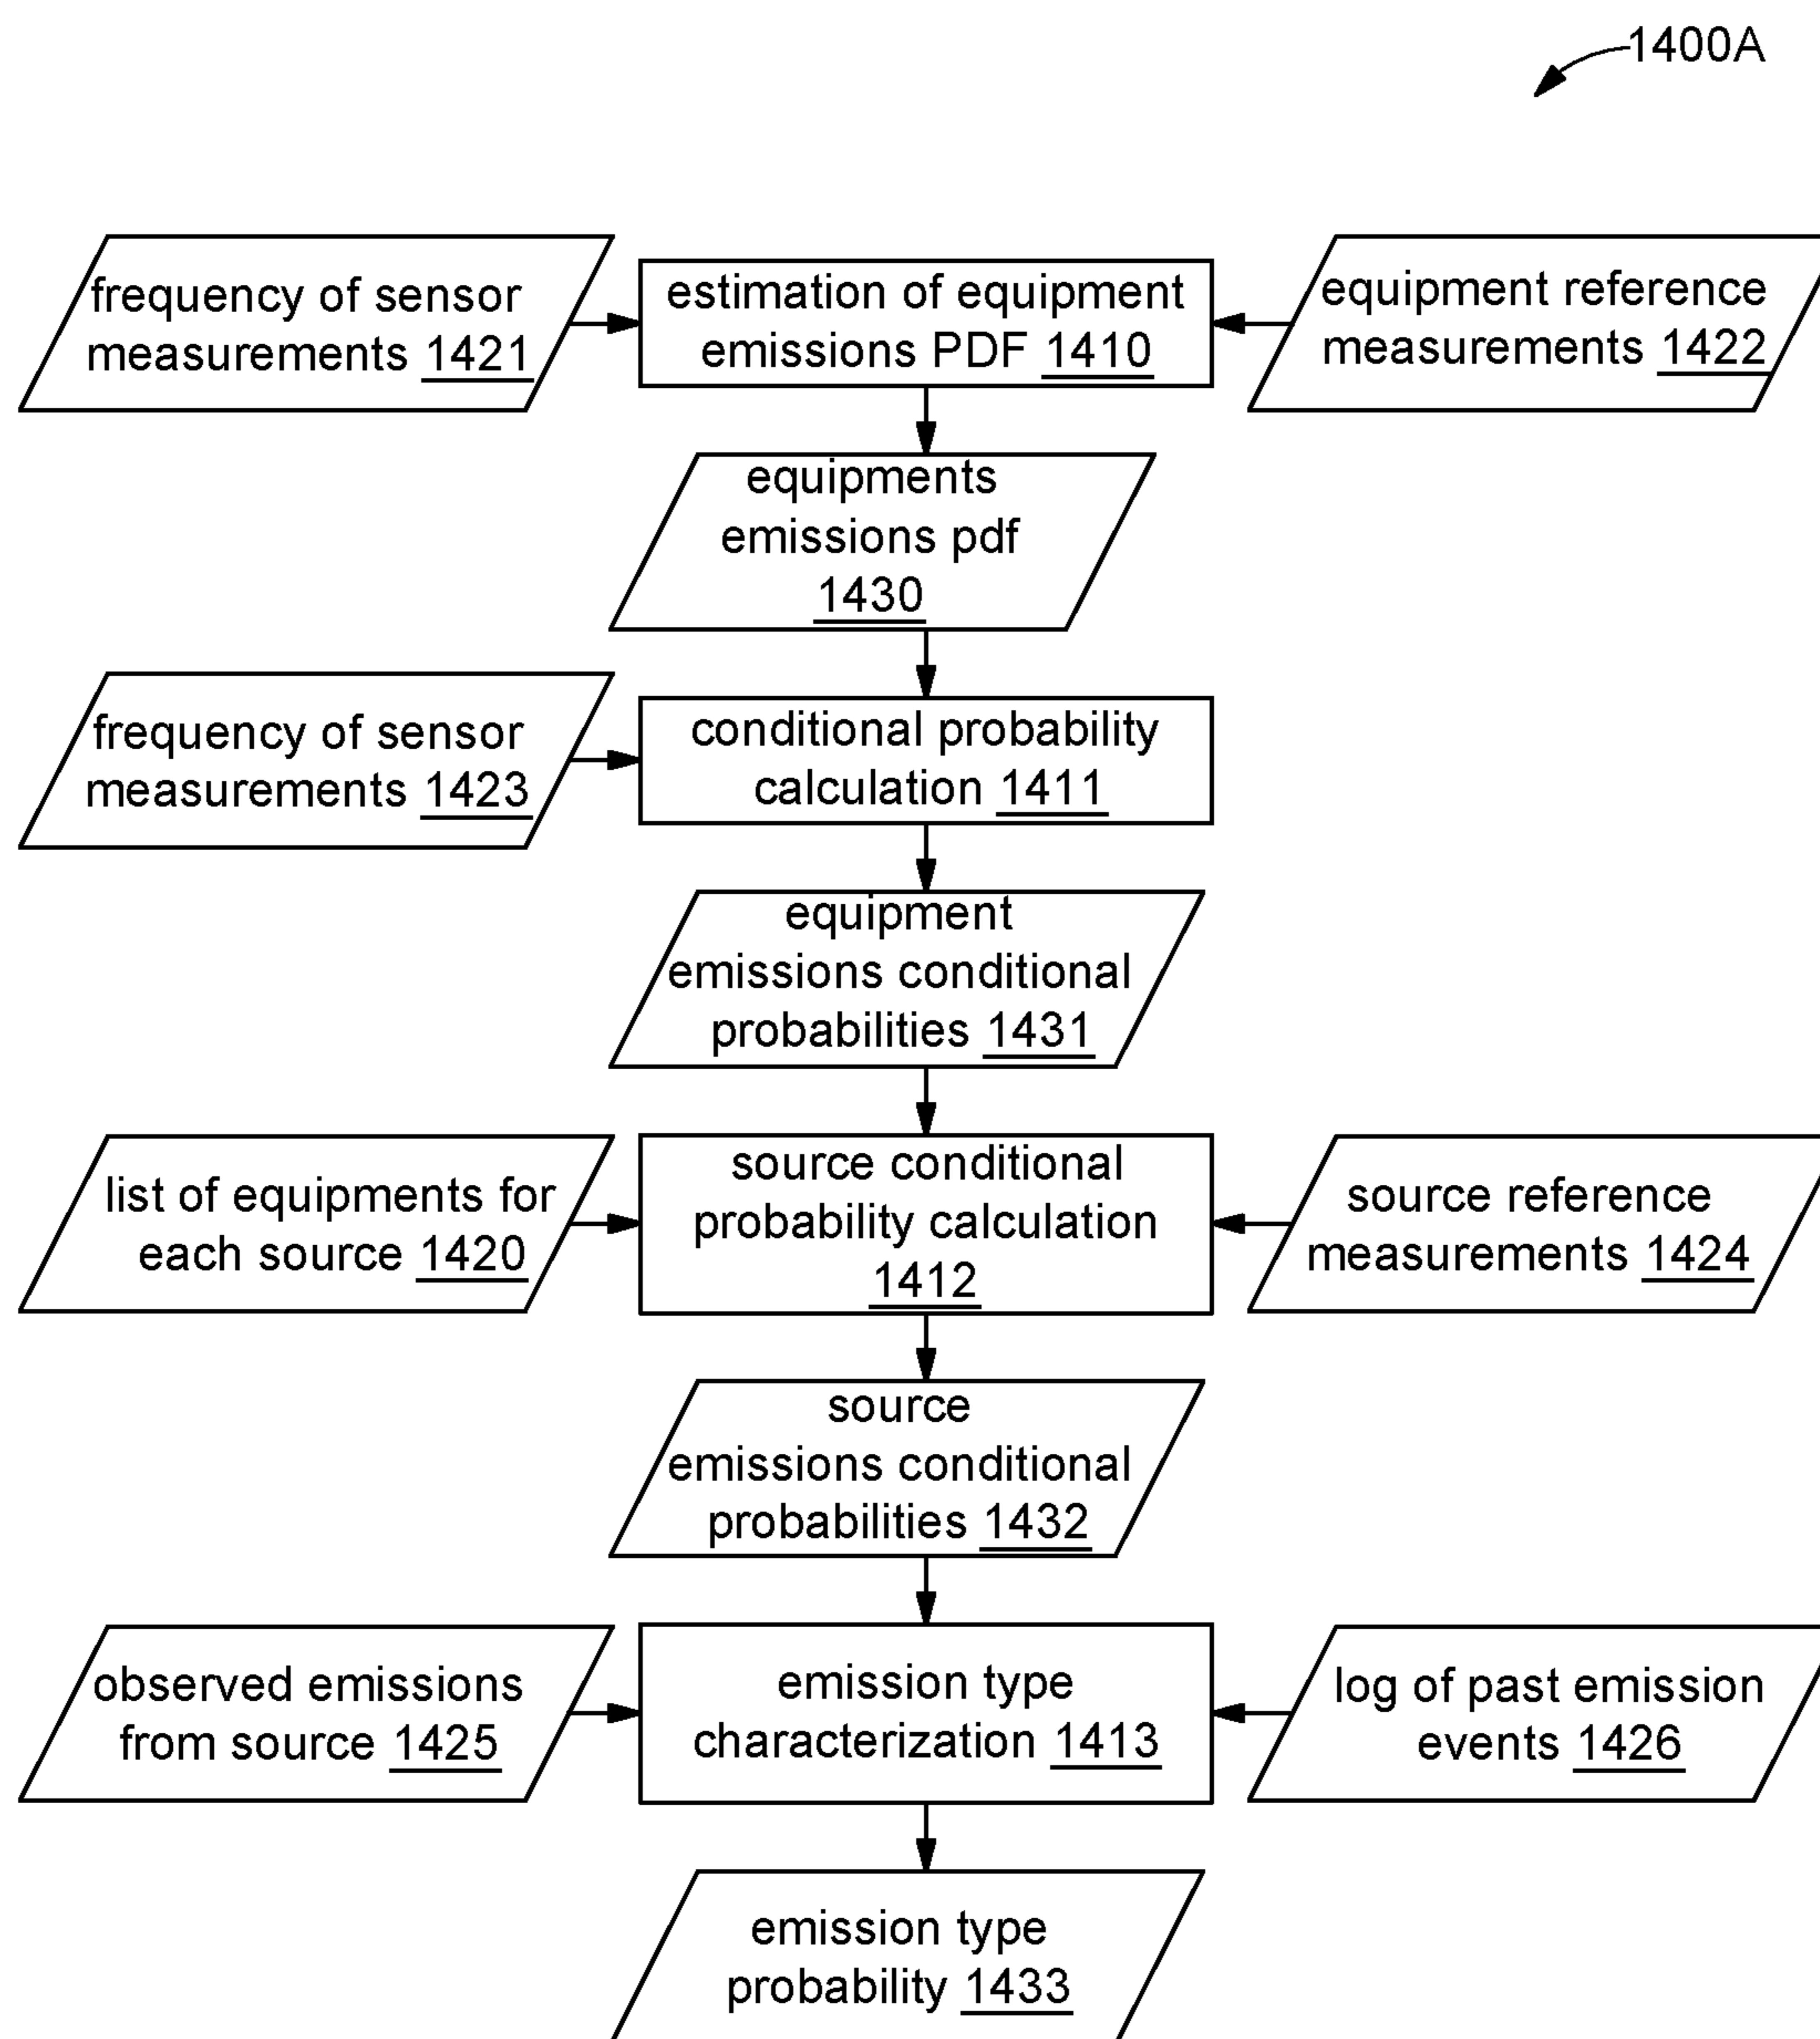 1400A
frequency of sensor
measurements 1421
estimation of equipment
emissions PDF 1410
equipment reference
measurements 1422
equipments
emissions pdf
1430
frequency of sensor
measurements 1423
conditional probability
calculation 1411
equipment
emissions conditional
probabilities 1431
list of equipments for
each source 1420
source conditional
probability calculation
1412
source reference
measurements 1424
source
emissions conditional
probabilities 1432
observed emissions
from source 1425
emission type
characterization 1413
log of past emission
events 1426
emission type
probability 1433